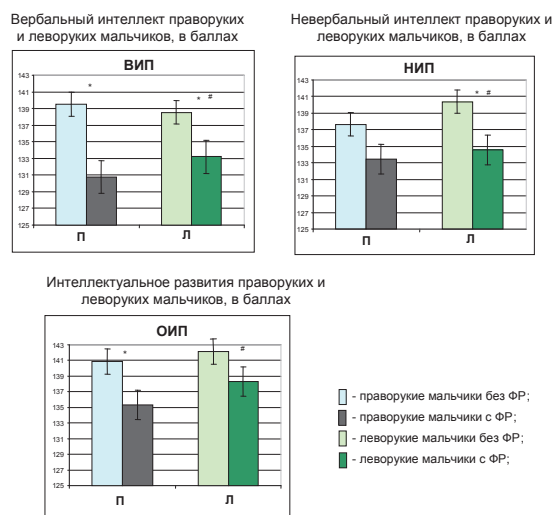 Вербальный интеллект праворуких
и леворуких мальчиков, в баллах
ВИП
143
141
139
137
135
133
131
129
127
125
*
* #
П Л
Невербальный интеллект праворуких и
леворуких мальчиков, в баллах
НИП
143
141
139
137
135
133
131
129
127
125
* #
П Л
Интеллектуальное развития праворуких и
леворуких мальчиков, в баллах
ОИП
143
141
139
137
135
133
131
129
127
125
*
#
П Л
- праворукие мальчики без ФР;
- праворукие мальчики с ФР;
- леворукие мальчики без ФР;
- леворукие мальчики с ФР;